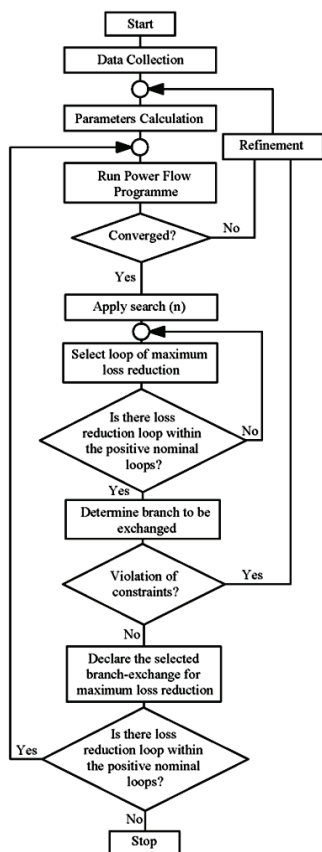 Start
Data Collection
Parameters Calculation
Refinement
Run Power Flow
Programme
No
Converged?
Yes
Apply search (n)
Select loop of maximum
loss reduction
Is there loss
reduction loop within
the positive nominal
loops?
No
Yes
Determine branch to be
exchanged
Violation of
constraints?
Yes
No
Declare the selected
branch-exchange for
maximum loss reduction
Is there loss
reduction loop within
the positive nominal
loops?
Yes
No
Stop